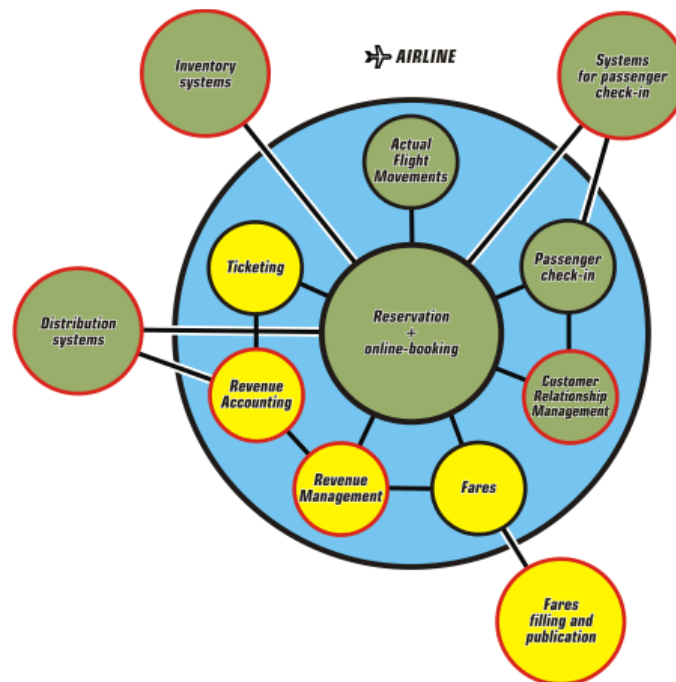 AIRLINE
Inventory
systems
Systems
for passenger
check-in
Actual
Flight
Movements
Ticketing
Passenger
check-in
Reservation
+
online-booking
Distribution
systems
Revenue
Accounting
Customer
Relationship
Management
Revenue
Management
Fares
Fares
filling and
publication